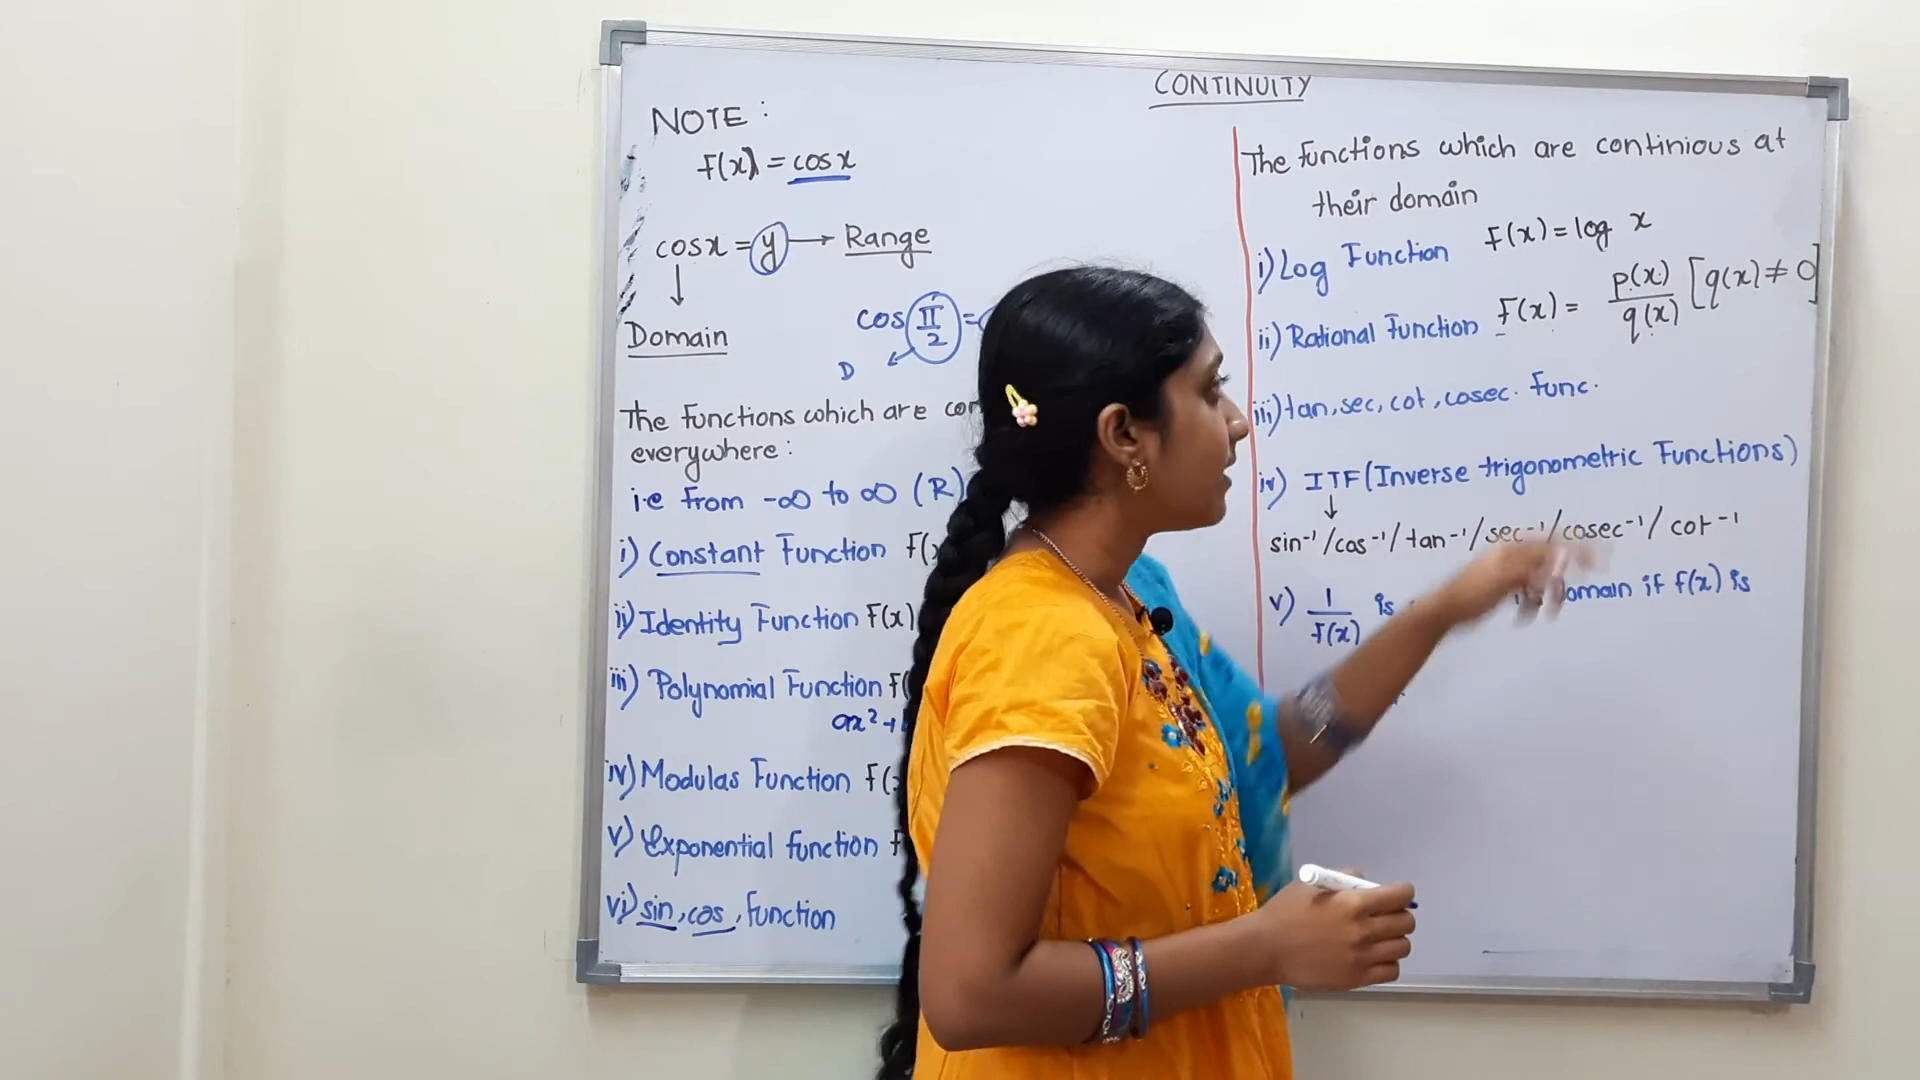 CONTINUITY
NOTE :
f(x) = cosx
cosx = y → Range
↓
Domain
cos π/2 =
D
The functions which are
everywhere :
i.e from -∞ to ∞ (R)
i) Constant Function
ii) Identity Function F(x)
iii) Polynomial Function
ax² +
iv) Modulas Function
v) Exponential function
vi) sin, cos, function
The functions which are continious at
their domain
i) Log Function f(x) = log x
ii) Rational Function F(x) = p(x)/q(x) [q(x) ≠ 0]
iii) tan, sec, cot, cosec. func.
iv) ITF (Inverse trigonometric Functions)
↓
sin⁻¹/cos⁻¹/tan⁻¹/sec⁻¹/cosec⁻¹/cot⁻¹
v) 1/f(x) is domain if f(x) is